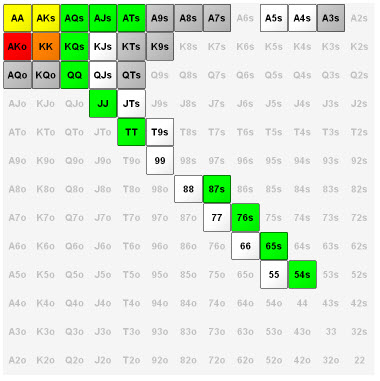 AA AKs AQs AJs ATs A9s A8s A7s A6s A5s A4s A3s A2s
AKo KK KQs KJs KTs K9s K8s K7s K6s K5s K4s K3s K2s
AQo KQo QQ QJs QTs Q9s Q8s Q7s Q6s Q5s Q4s Q3s Q2s
AJo KJo QJo JJ JTs J9s J8s J7s J6s J5s J4s J3s J2s
ATo KTo QTo JTo TT T9s T8s T7s T6s T5s T4s T3s T2s
A9o K9o Q9o J9o T9o 99 98s 97s 96s 95s 94s 93s 92s
A8o K8o Q8o J8o T8o 98o 88 87s 86s 85s 84s 83s 82s
A7o K7o Q7o J7o T7o 97o 87o 77 76s 75s 74s 73s 72s
A6o K6o Q6o J6o T6o 96o 86o 76o 66 65s 64s 63s 62s
A5o K5o Q5o J5o T5o 95o 85o 75o 65o 55 54s 53s 52s
A4o K4o Q4o J4o T4o 94o 84o 74o 64o 54o 44 43s 42s
A3o K3o Q3o J3o T3o 93o 83o 73o 63o 53o 43o 33 32s
A2o K2o Q2o J2o T2o 92o 82o 72o 62o 52o 42o 32o 22